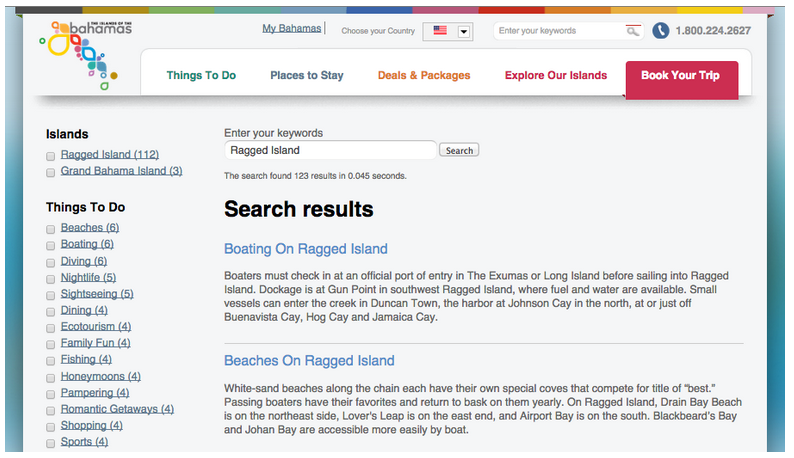 THE ISLANDS OF THE
bahamas
My Bahamas
Choose your Country
Enter your keywords
1.800.224.2627
Things To Do
Places to Stay
Deals & Packages
Explore Our Islands
Book Your Trip
Islands
Ragged Island (112)
Grand Bahama Island (3)
Things To Do
Beaches (6)
Boating (6)
Diving (6)
Nightlife (5)
Sightseeing (5)
Dining (4)
Ecotourism (4)
Family Fun (4)
Fishing (4)
Honeymoons (4)
Pampering (4)
Romantic Getaways (4)
Shopping (4)
Sports (4)
Enter your keywords
Ragged Island
Search
The search found 123 results in 0.045 seconds.
Search results
Boating On Ragged Island
Boaters must check in at an official port of entry in The Exumas or Long Island before sailing into Ragged
Island. Dockage is at Gun Point in southwest Ragged Island, where fuel and water are available. Small
vessels can enter the creek in Duncan Town, the harbor at Johnson Cay in the north, at or just off
Buenavista Cay, Hog Cay and Jamaica Cay.
Beaches On Ragged Island
White-sand beaches along the chain each have their own special coves that compete for title of “best.”
Passing boaters have their favorites and return to bask on them yearly. On Ragged Island, Drain Bay Beach
is on the northeast side, Lover's Leap is on the east end, and Airport Bay is on the south. Blackbeard’s Bay
and Johan Bay are accessible more easily by boat.